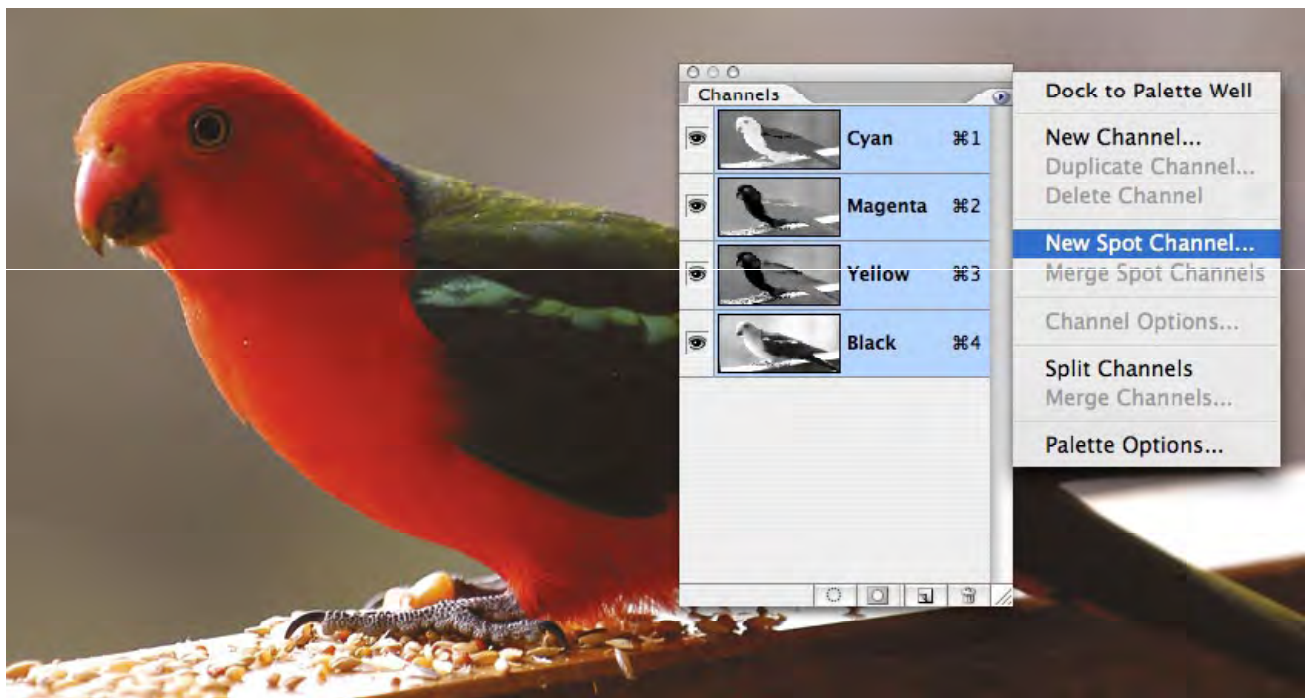 Channels
Cyan ⌘1
Magenta ⌘2
Yellow ⌘3
Black ⌘4
Dock to Palette Well
New Channel...
Duplicate Channel...
Delete Channel
New Spot Channel...
Merge Spot Channels
Channel Options...
Split Channels
Merge Channels...
Palette Options...